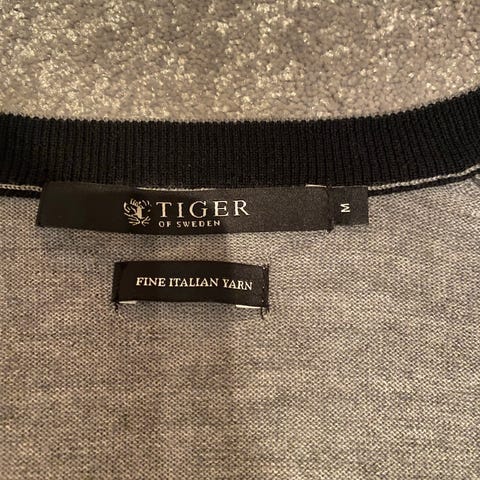 TIGER
OF SWEDEN
M
FINE ITALIAN YARN